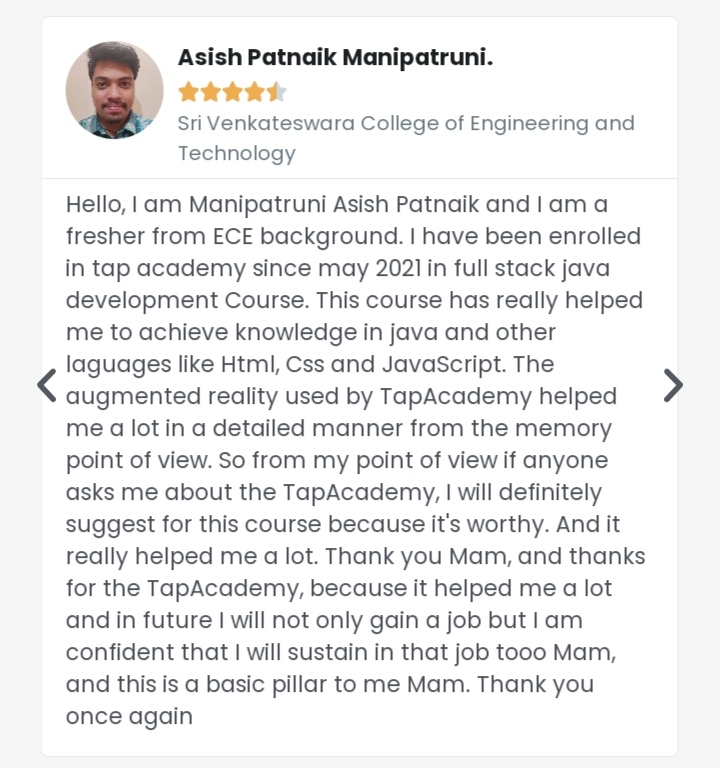 Asish Patnaik Manipatruni.
Sri Venkateswara College of Engineering and
Technology
Hello, I am Manipatruni Asish Patnaik and I am a
fresher from ECE background. I have been enrolled
in tap academy since may 2021 in full stack java
development Course. This course has really helped
me to achieve knowledge in java and other
laguages like Html, Css and JavaScript. The
augmented reality used by TapAcademy helped
me a lot in a detailed manner from the memory
point of view. So from my point of view if anyone
asks me about the TapAcademy, I will definitely
suggest for this course because it's worthy. And it
really helped me a lot. Thank you Mam, and thanks
for the TapAcademy, because it helped me a lot
and in future I will not only gain a job but I am
confident that I will sustain in that job tooo Mam,
and this is a basic pillar to me Mam. Thank you
once again